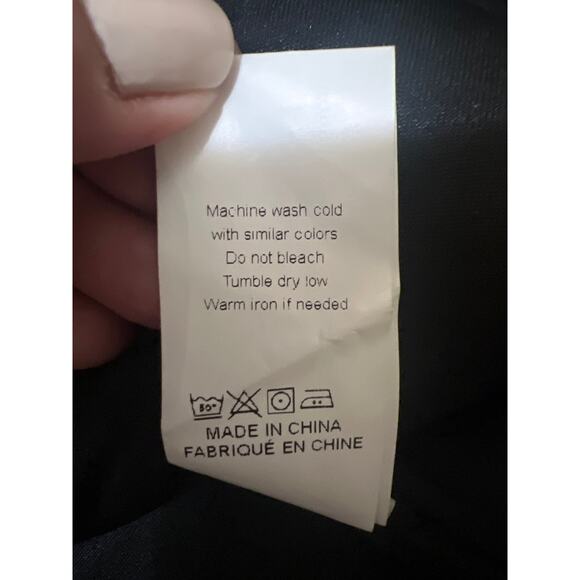 Machine wash cold
with similar colors
Do not bleach
Tumble dry low
Warm iron if needed
30°
MADE IN CHINA
FABRIQUÉ EN CHINE